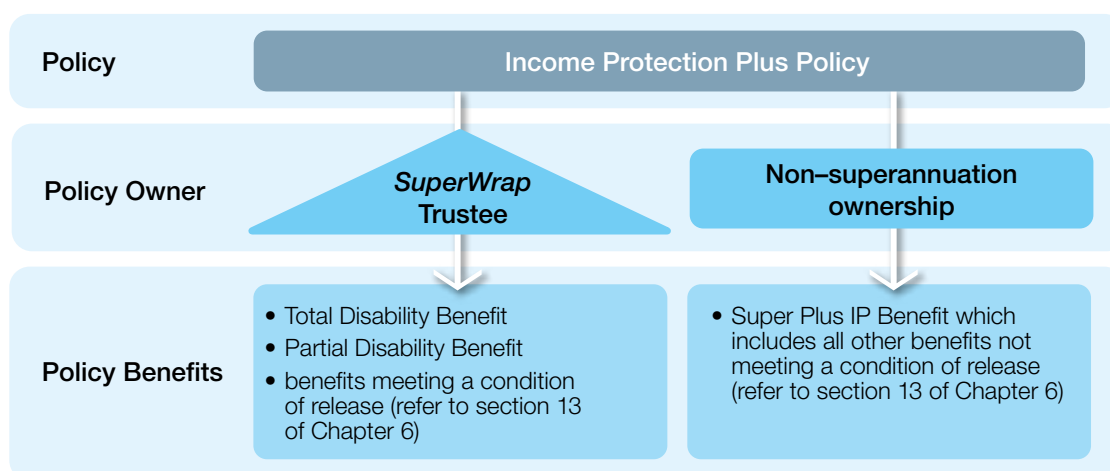 Policy
Income Protection Plus Policy
Policy Owner
SuperWrap
Trustee
Non–superannuation
ownership
Policy Benefits
• Total Disability Benefit
• Partial Disability Benefit
• benefits meeting a condition
of release (refer to section 13
of Chapter 6)
• Super Plus IP Benefit which
includes all other benefits not
meeting a condition of release
(refer to section 13 of Chapter 6)